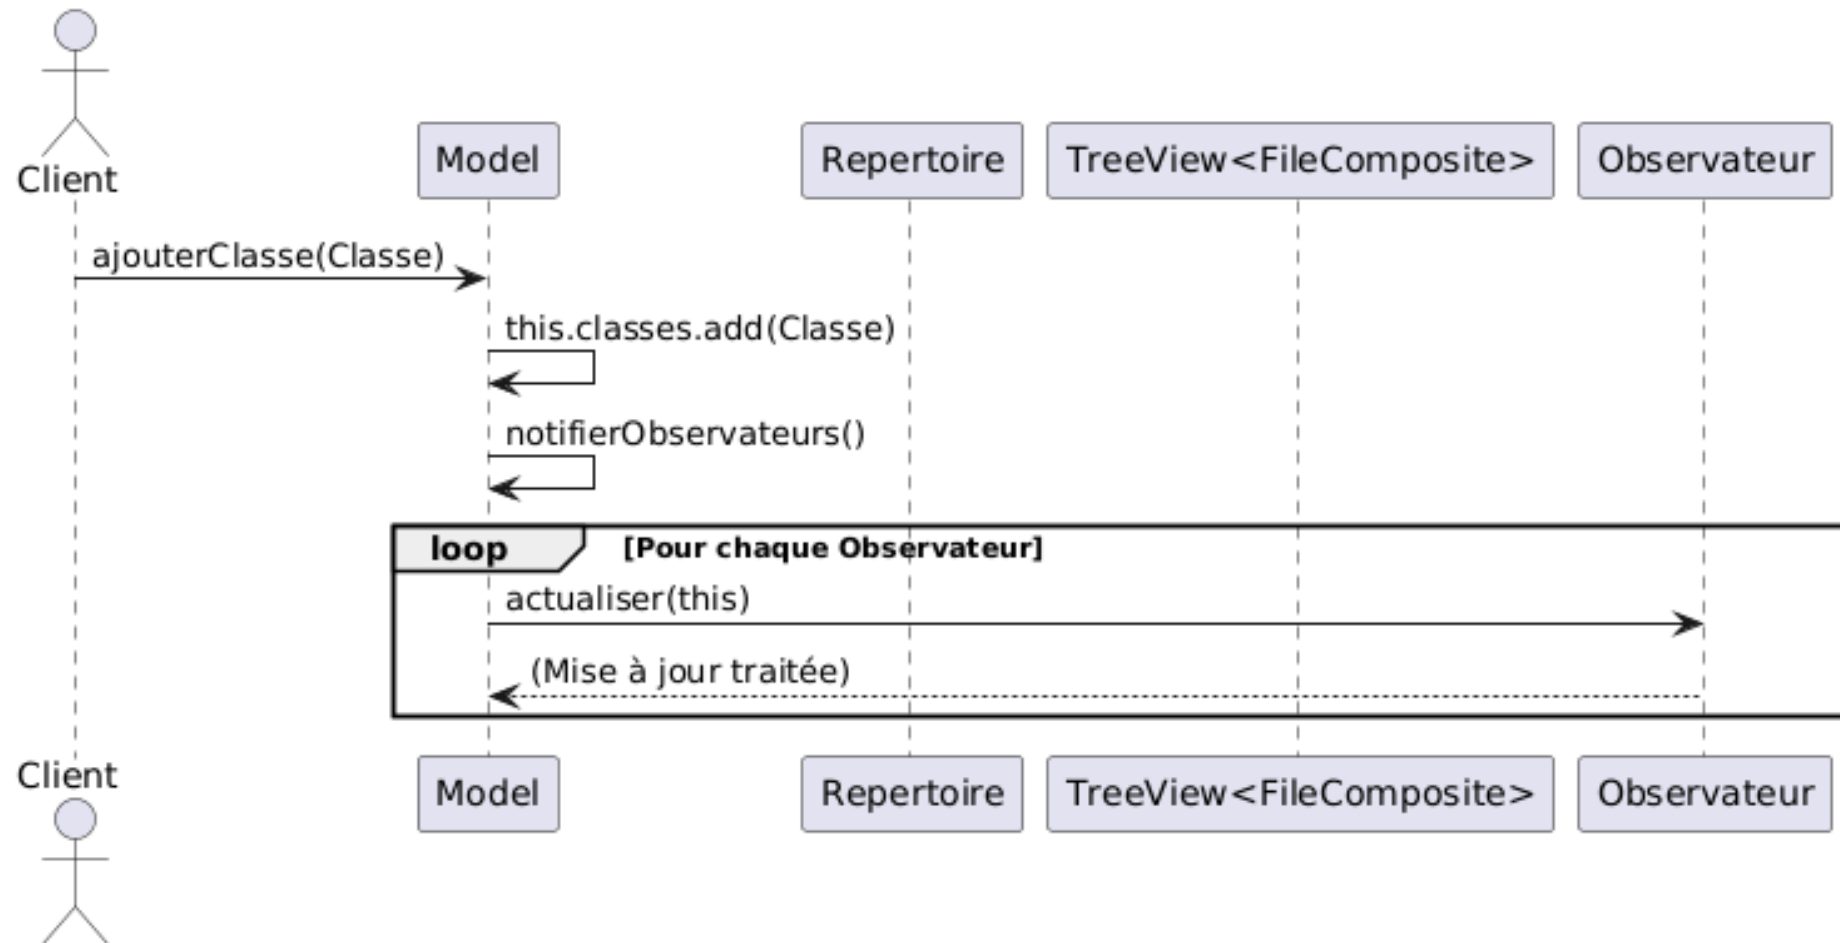 Client
Model
Repertoire
TreeView<FileComposite>
Observateur
ajouterClasse(Classe)
this.classes.add(Classe)
notifierObservateurs()
loop [Pour chaque Observateur]
actualiser(this)
(Mise à jour traitée)
Client
Model
Repertoire
TreeView<FileComposite>
Observateur